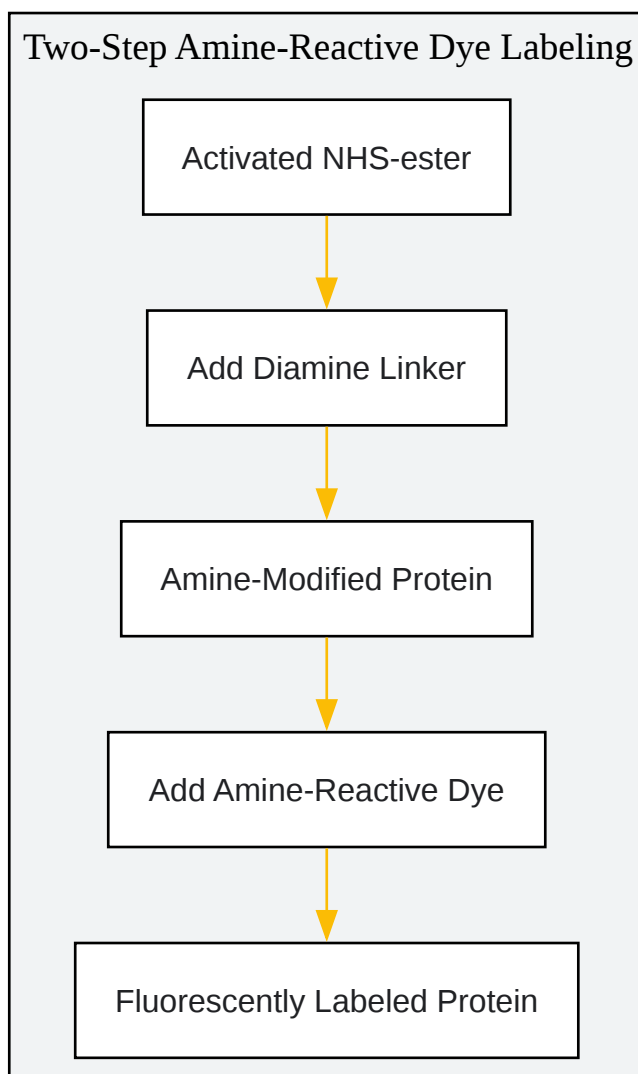 Two-Step Amine-Reactive Dye Labeling
Activated NHS-ester
Add Diamine Linker
Amine-Modified Protein
Add Amine-Reactive Dye
Fluorescently Labeled Protein